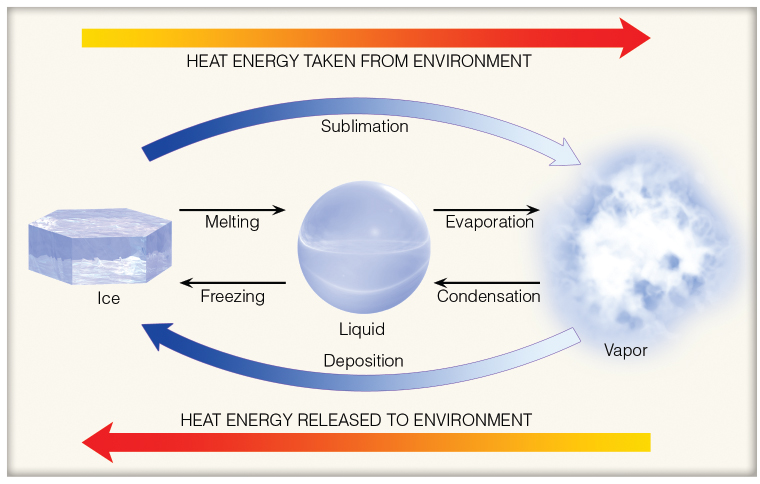 HEAT ENERGY TAKEN FROM ENVIRONMENT
Sublimation
Melting
Evaporation
Ice
Freezing
Condensation
Liquid
Vapor
Deposition
HEAT ENERGY RELEASED TO ENVIRONMENT